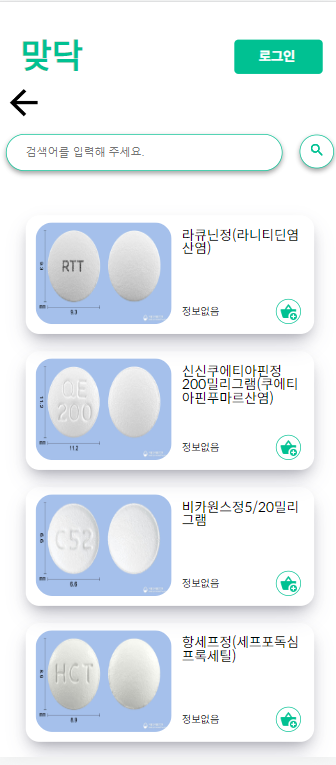 맞닥
로그인
검색어를 입력해 주세요.
RTT
9.3
라큐닌정(라니티딘염
산염)
정보없음
QE
200
11.2
신신쿠에티아핀정
200밀리그램(쿠에티
아핀푸마르산염)
정보없음
C52
8.6
비카원스정5/20밀리
그램
정보없음
HCT
8.9
항세프정(세프포독심
프록세틸)
정보없음